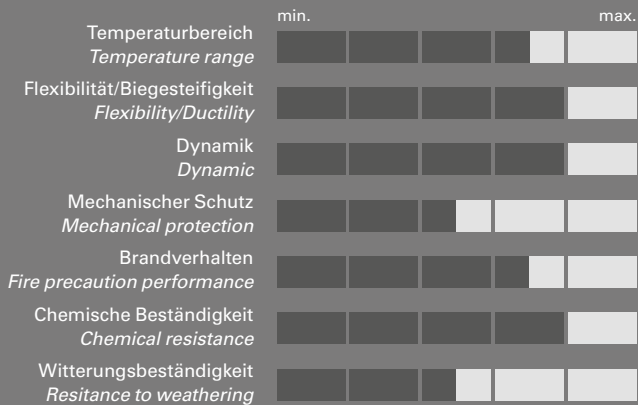 min. max.
Temperaturbereich
Temperature range
Flexibilität/Biegesteifigkeit
Flexibility/Ductility
Dynamik
Dynamic
Mechanischer Schutz
Mechanical protection
Brandverhalten
Fire precaution performance
Chemische Beständigkeit
Chemical resistance
Witterungsbeständigkeit
Resitance to weathering